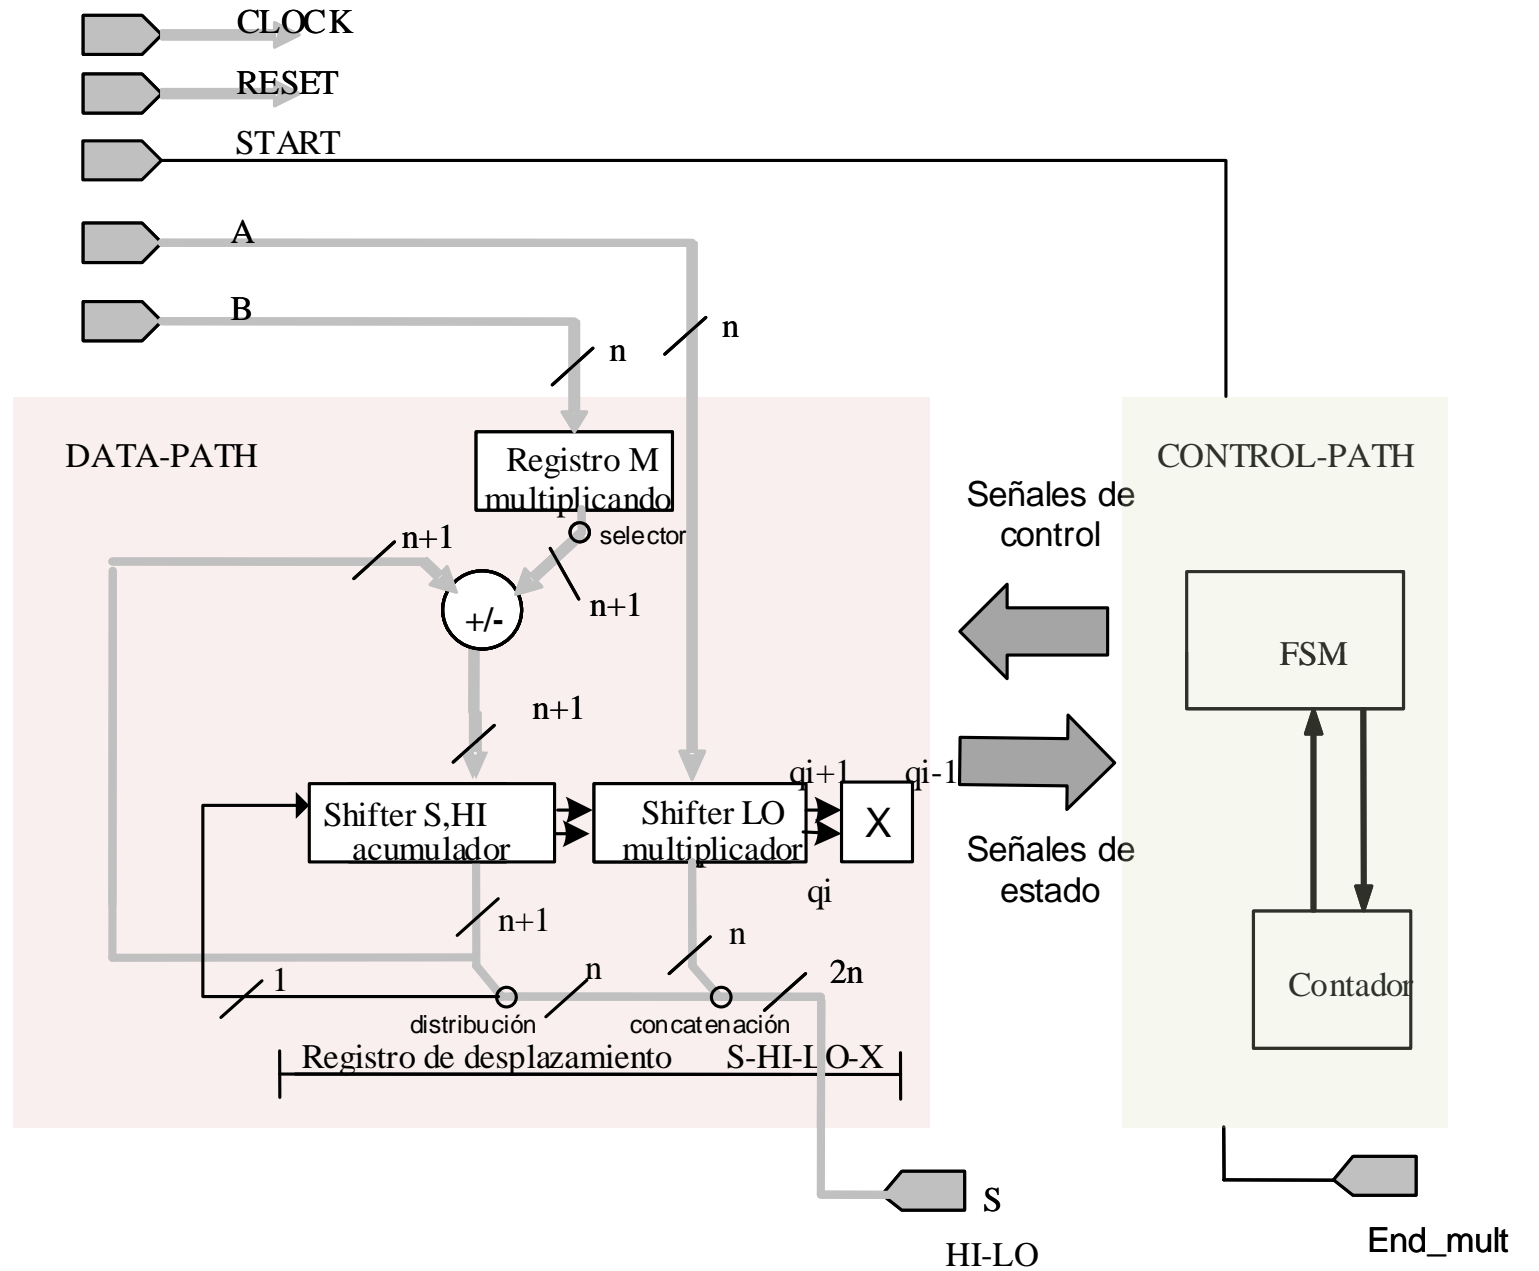 CLOCK
RESET
START
A
B
n
n
DATA-PATH
CONTROL-PATH
Registro M
multiplicando
selector
n+1
n+1
+/-
Señales de
control
FSM
n+1
qi+1
qi-1
Shifter S,HI
acumulador
Shifter LO
multiplicador
X
Señales de
estado
qi
n+1
n
1
n
2n
Contador
distribución
concatenación
Registro de desplazamiento S-HI-LO-X
S
HI-LO
End_mult